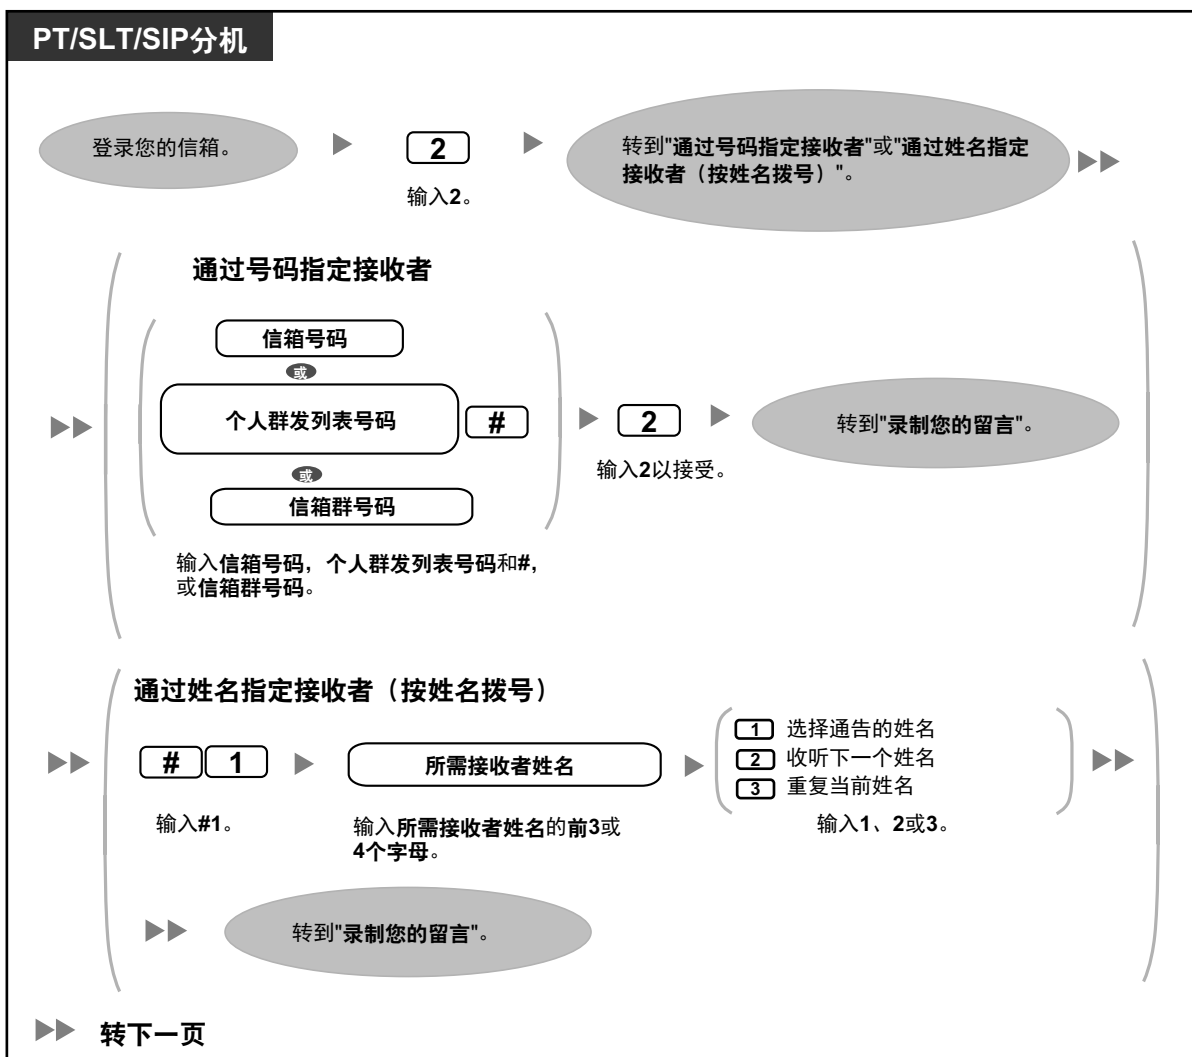 PT/SLT/SIP分机
登录您的信箱。
2
输入2。
转到"通过号码指定接收者"或"通过姓名指定
接收者（按姓名拨号）"。
通过号码指定接收者
信箱号码
或
个人群发列表号码
#
或
信箱群号码
输入信箱号码，个人群发列表号码和#，
或信箱群号码。
2
输入2以接受。
转到"录制您的留言"。
通过姓名指定接收者（按姓名拨号）
# 1
输入#1。
所需接收者姓名
输入所需接收者姓名的前3或
4个字母。
1 选择通告的姓名
2 收听下一个姓名
3 重复当前姓名
输入1、2或3。
转到"录制您的留言"。
转下一页